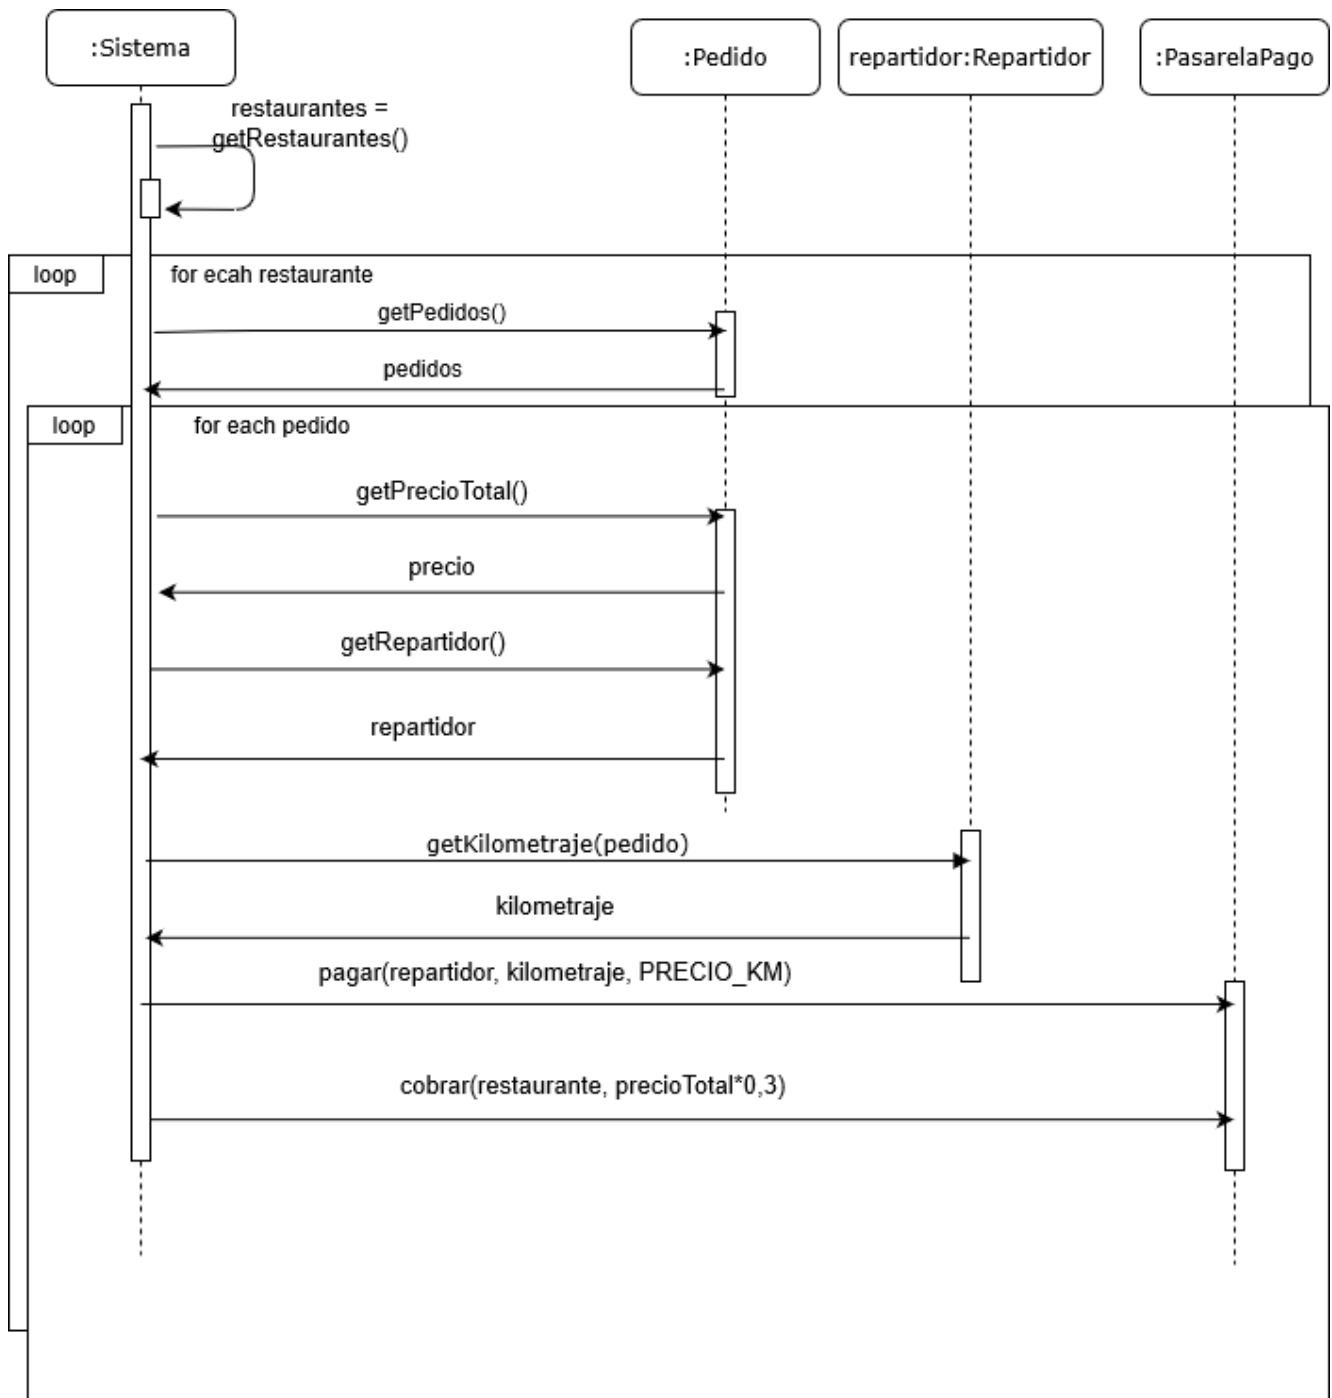 :Sistema
:Pedido
repartidor:Repartidor
:PasarelaPago
restaurantes =
getRestaurantes()
loop
for ecah restaurante
getPedidos()
pedidos
loop
for each pedido
getPrecioTotal()
precio
getRepartidor()
repartidor
getKilometraje(pedido)
kilometraje
pagar(repartidor, kilometraje, PRECIO_KM)
cobrar(restaurante, precioTotal*0,3)